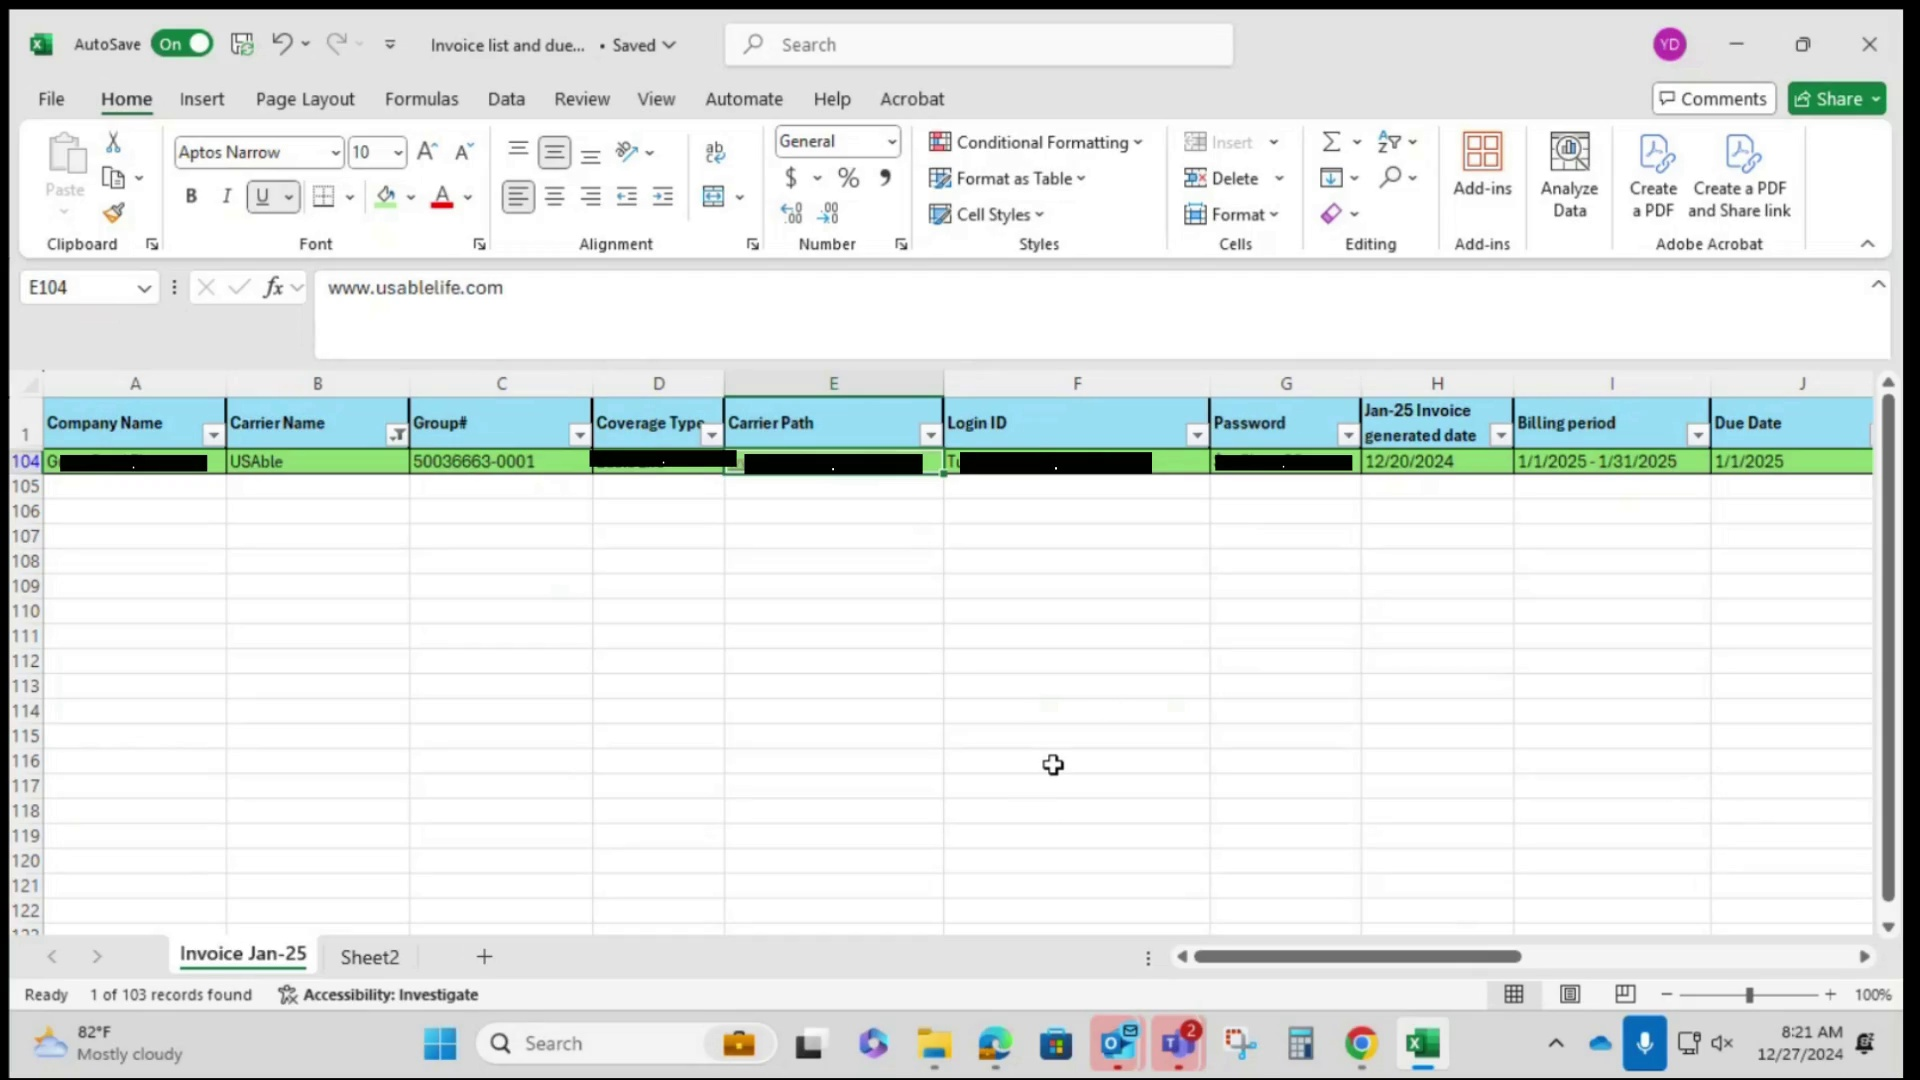 AutoSave On Invoice list and due... • Saved Search YD
File Home Insert Page Layout Formulas Data Review View Automate Help Acrobat Comments Share
Paste Aptos Narrow 10 General Conditional Formatting Insert Add-ins Analyze Data Create a PDF Create a PDF and Share link
B I U A $ % Format as Table Delete
Cell Styles Format
Clipboard Font Alignment Number Styles Cells Editing Add-ins Adobe Acrobat
E104 fx www.usablelife.com
A B C D E F G H I J
1 Company Name Carrier Name Group# Coverage Type Carrier Path Login ID Password Jan-25 Invoice generated date Billing period Due Date
104 USAble 50036663-0001 12/20/2024 1/1/2025 - 1/31/2025 1/1/2025
105
106
107
108
109
110
111
112
113
114
115
116
117
118
119
120
121
122
Invoice Jan-25 Sheet2
Ready 1 of 103 records found Accessibility: Investigate 100%
82°F
Mostly cloudy
Search
2
8:21 AM
12/27/2024